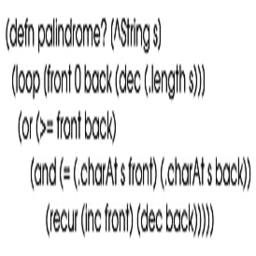 (defn palindrome? (^String s)
(loop (front 0 back (dec (.length s)))
(or (>= front back)
(and (= (.charAt s front) (.charAt s back))
(recur (inc front) (dec back)))))